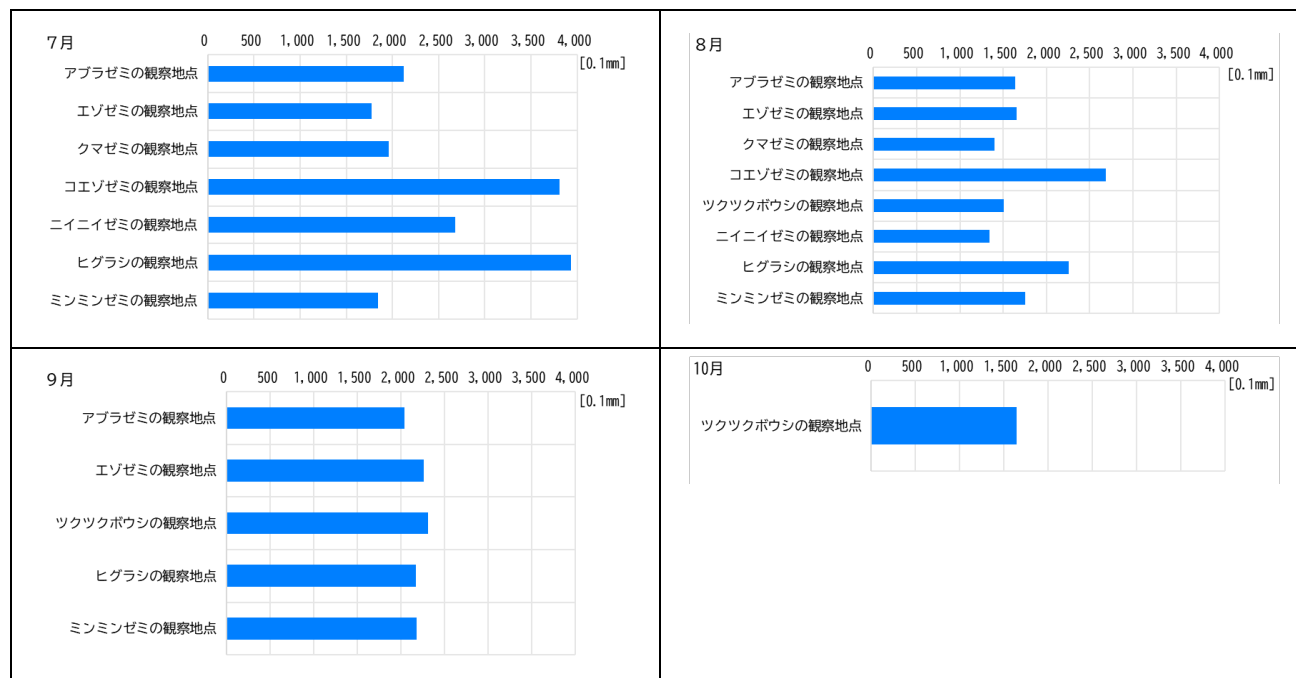 7月
0 500 1,000 1,500 2,000 2,500 3,000 3,500 4,000
[0.1mm]
アブラゼミの観察地点
エゾゼミの観察地点
クマゼミの観察地点
コエゾゼミの観察地点
ニイニイゼミの観察地点
ヒグラシの観察地点
ミンミンゼミの観察地点
8月
0 500 1,000 1,500 2,000 2,500 3,000 3,500 4,000
[0.1mm]
アブラゼミの観察地点
エゾゼミの観察地点
クマゼミの観察地点
コエゾゼミの観察地点
ツクツクボウシの観察地点
ニイニイゼミの観察地点
ヒグラシの観察地点
ミンミンゼミの観察地点
9月
0 500 1,000 1,500 2,000 2,500 3,000 3,500 4,000
[0.1mm]
アブラゼミの観察地点
エゾゼミの観察地点
ツクツクボウシの観察地点
ヒグラシの観察地点
ミンミンゼミの観察地点
10月
0 500 1,000 1,500 2,000 2,500 3,000 3,500 4,000
[0.1mm]
ツクツクボウシの観察地点